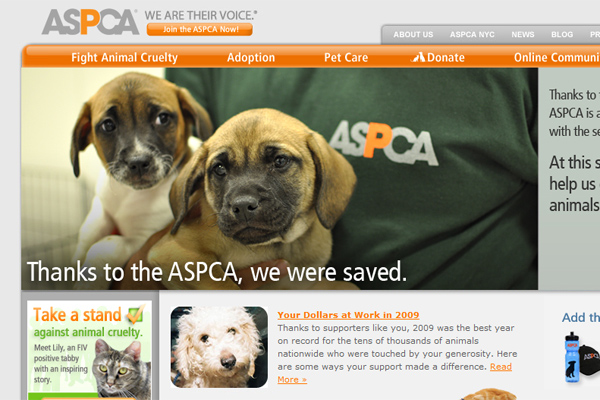 ASPCA® WE ARE THEIR VOICE.®
Join the ASPCA Now!
ABOUT US ASPCA NYC NEWS BLOG
Fight Animal Cruelty Adoption Pet Care Donate Online
ASPCA
Thanks to
ASPCA is
with the
At this
help us
animals
Thanks to the ASPCA, we were saved.
Take a stand
against animal cruelty.
Meet Lily, an FIV
positive tabby
with an inspiring
story.
Your Dollars at Work in 2009
Thanks to supporters like you, 2009 was the best year
on record for the tens of thousands of animals
nationwide who were touched by your generosity. Here
are some ways your support made a difference. Read
More »
Add